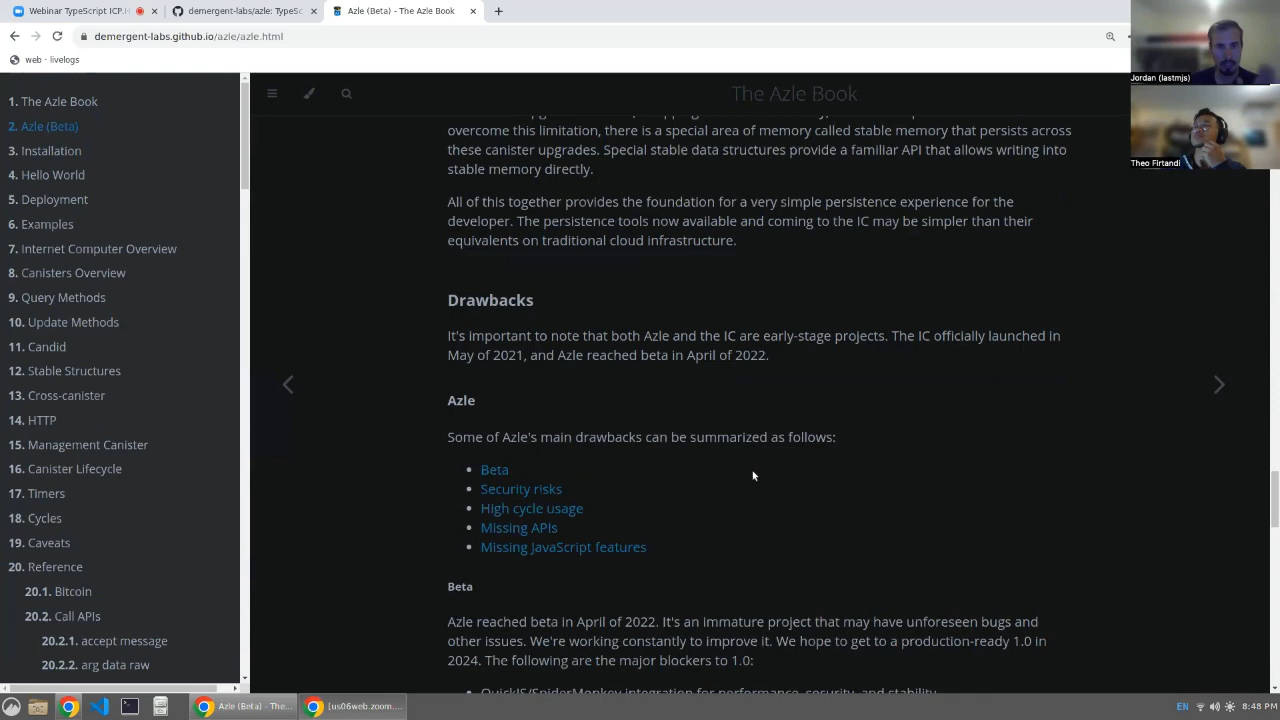 Webinar TypeScript ICP.H
demergent-labs/azle: TypeSc
Azle (Beta) - The Azle Book
demergent-labs.github.io/azle/azle.html
web · livelogs
Jordan (lastmjs)
Theo Firtandi
1. The Azle Book
2. Azle (Beta)
3. Installation
4. Hello World
5. Deployment
6. Examples
7. Internet Computer Overview
8. Canisters Overview
9. Query Methods
10. Update Methods
11. Candid
12. Stable Structures
13. Cross-canister
14. HTTP
15. Management Canister
16. Canister Lifecycle
17. Timers
18. Cycles
19. Caveats
20. Reference
20.1. Bitcoin
20.2. Call APIs
20.2.1. accept message
20.2.2. arg data raw
The Azle Book
overcome this limitation, there is a special area of memory called stable memory that persists across
these canister upgrades. Special stable data structures provide a familiar API that allows writing into
stable memory directly.
All of this together provides the foundation for a very simple persistence experience for the
developer. The persistence tools now available and coming to the IC may be simpler than their
equivalents on traditional cloud infrastructure.
Drawbacks
It's important to note that both Azle and the IC are early-stage projects. The IC officially launched in
May of 2021, and Azle reached beta in April of 2022.
Azle
Some of Azle's main drawbacks can be summarized as follows:
Beta
Security risks
High cycle usage
Missing APIs
Missing JavaScript features
Beta
Azle reached beta in April of 2022. It's an immature project that may have unforeseen bugs and
other issues. We're working constantly to improve it. We hope to get to a production-ready 1.0 in
2024. The following are the major blockers to 1.0:
QuickJS/SpiderMonkey integration for performance, security, and stability
Azle (Beta) - The...
[us06web.zoom....
EN
8:48 PM